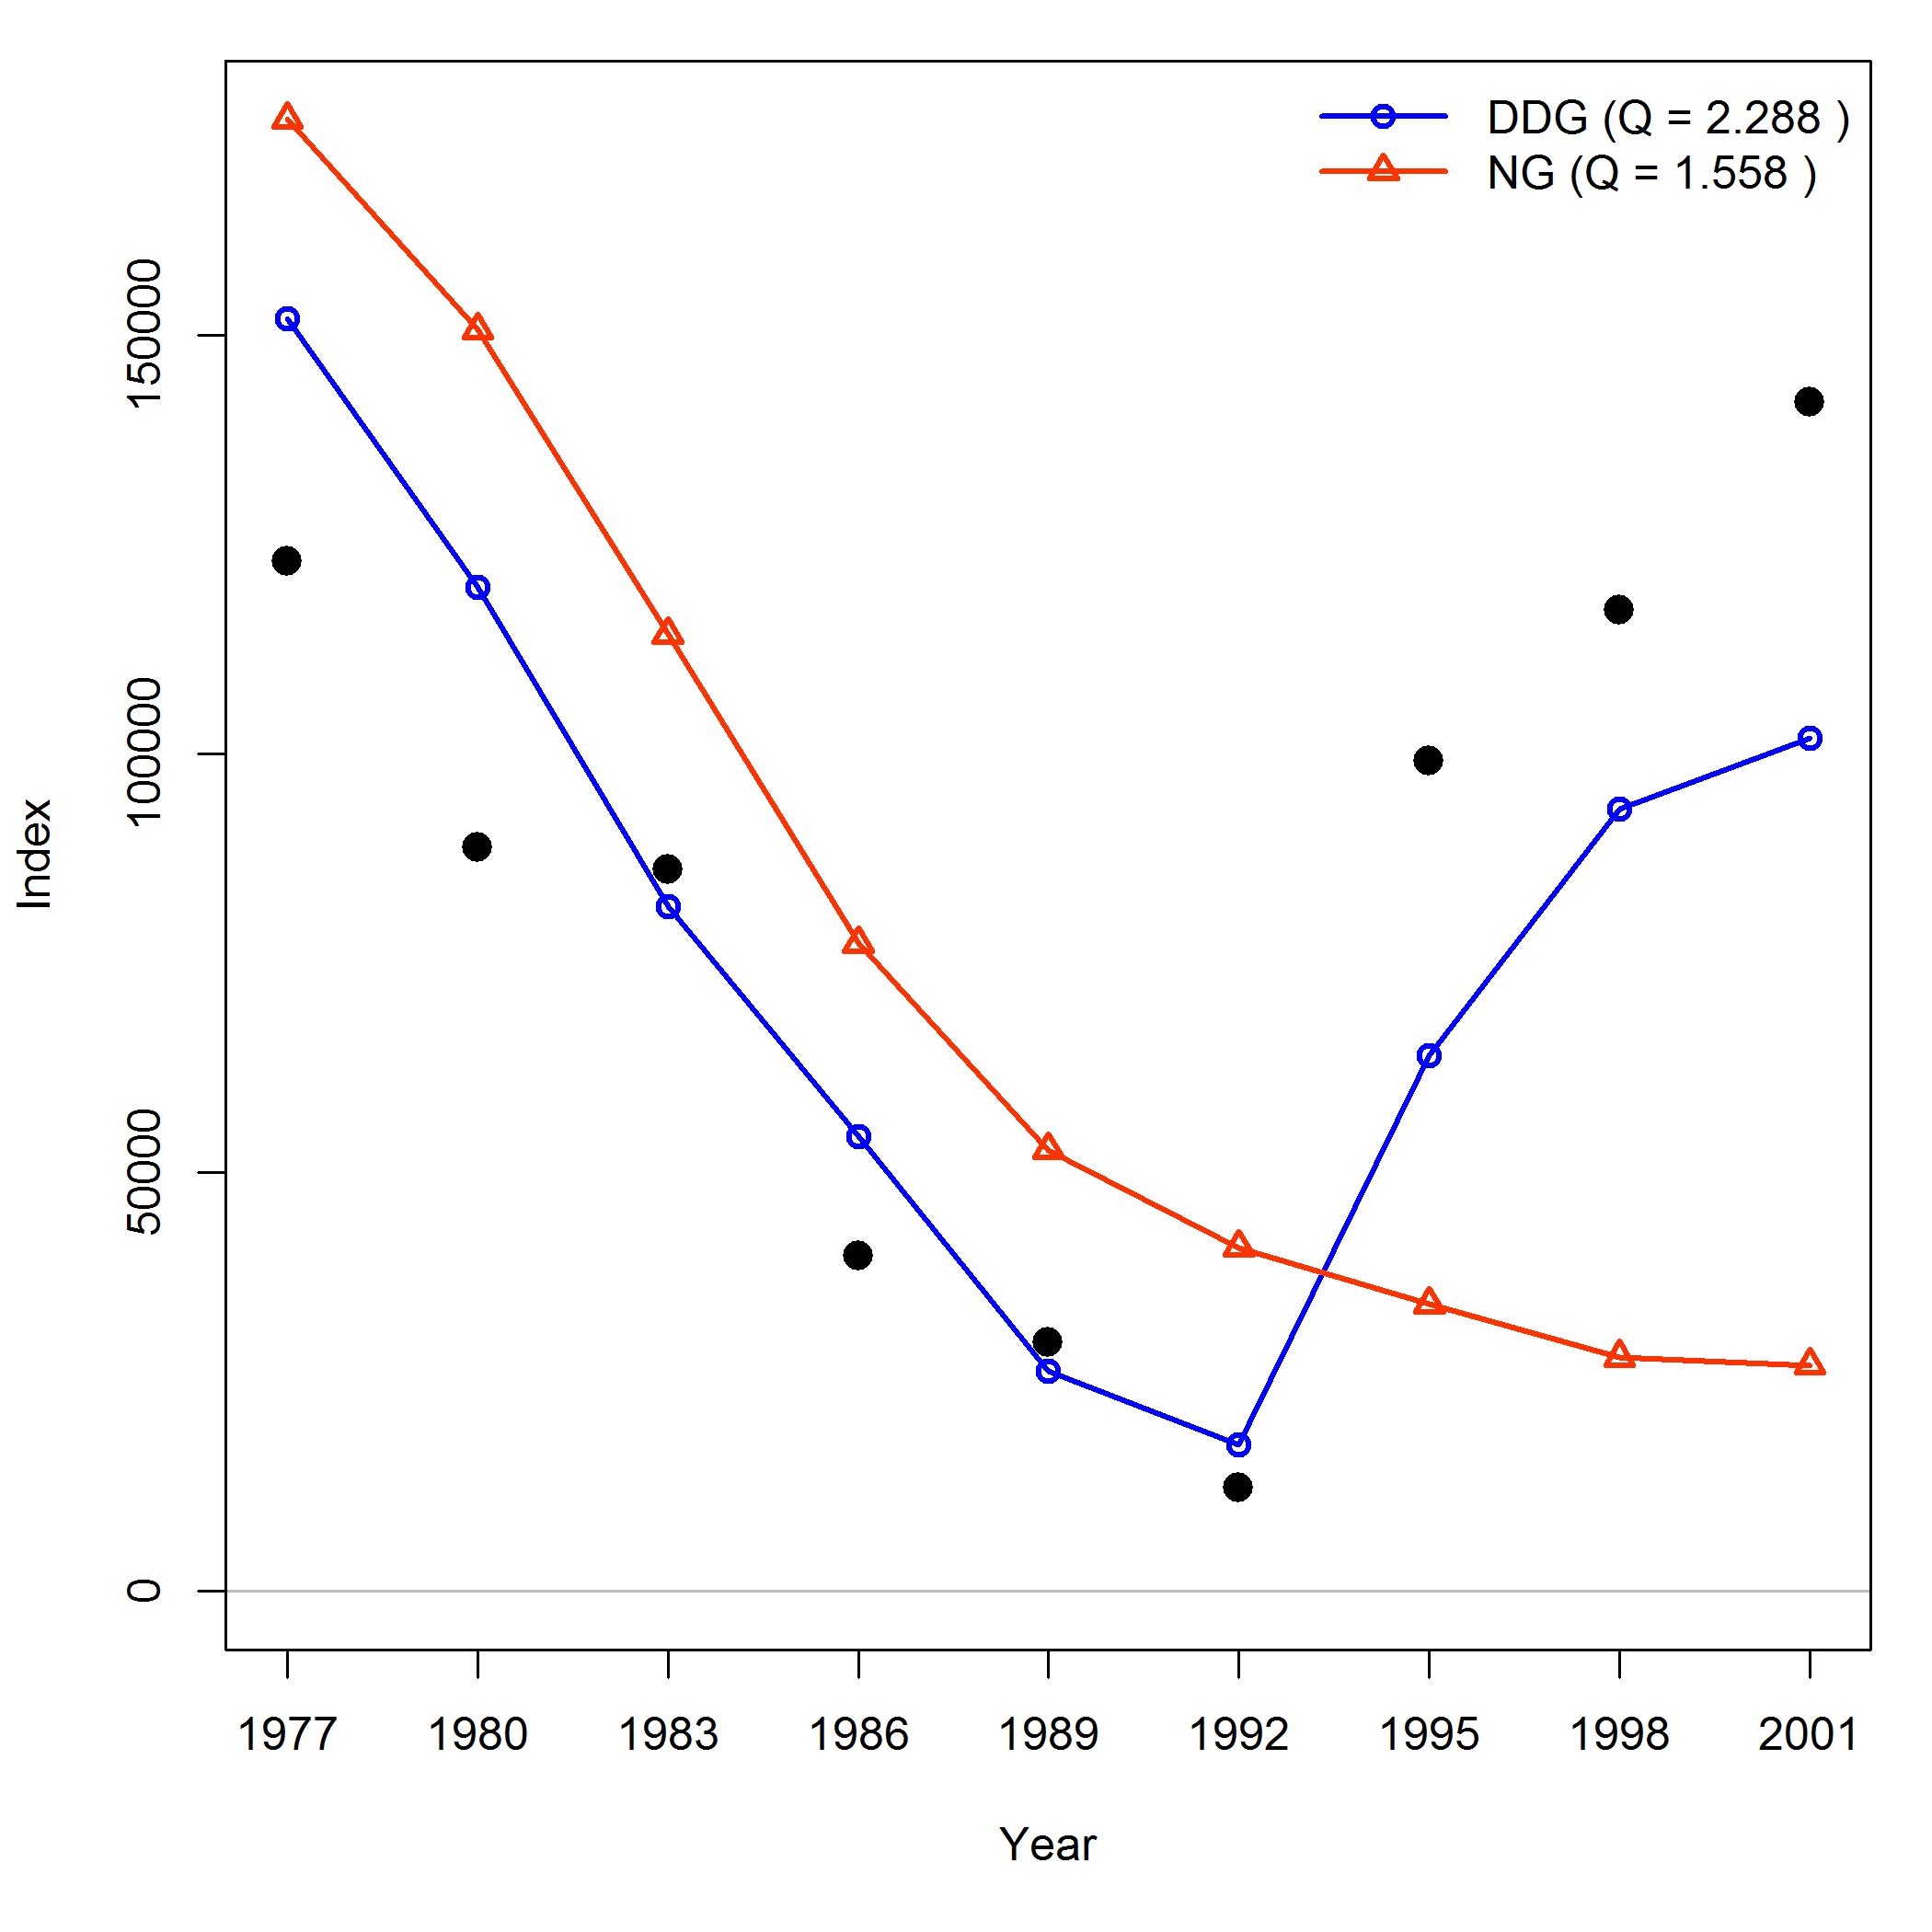 DDG (Q = 2.288 )
NG (Q = 1.558 )
150000
100000
50000
0
Index
1977 1980 1983 1986 1989 1992 1995 1998 2001
Year